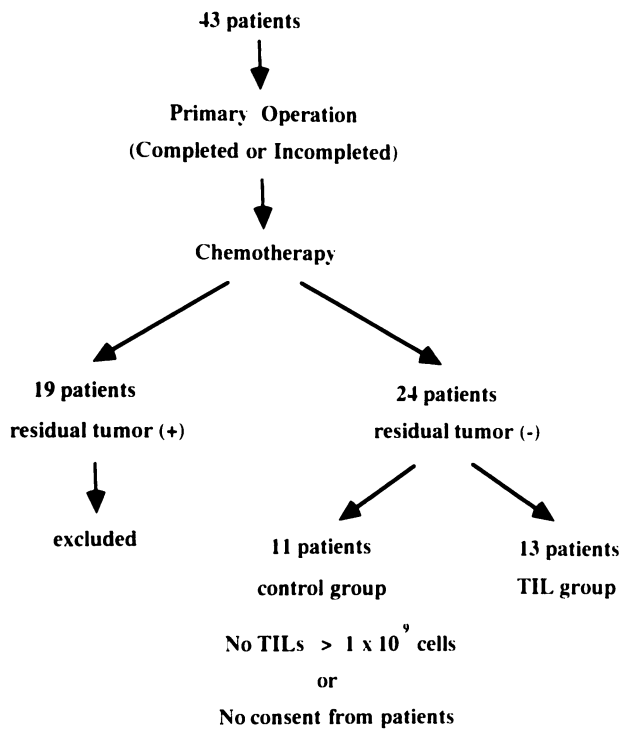 43 patients
Primary Operation
(Completed or Incompleted)
Chemotherapy
19 patients
residual tumor (+)
24 patients
residual tumor (-)
excluded
11 patients
control group
13 patients
TIL group
No TILs > 1 x 10⁹ cells
or
No consent from patients